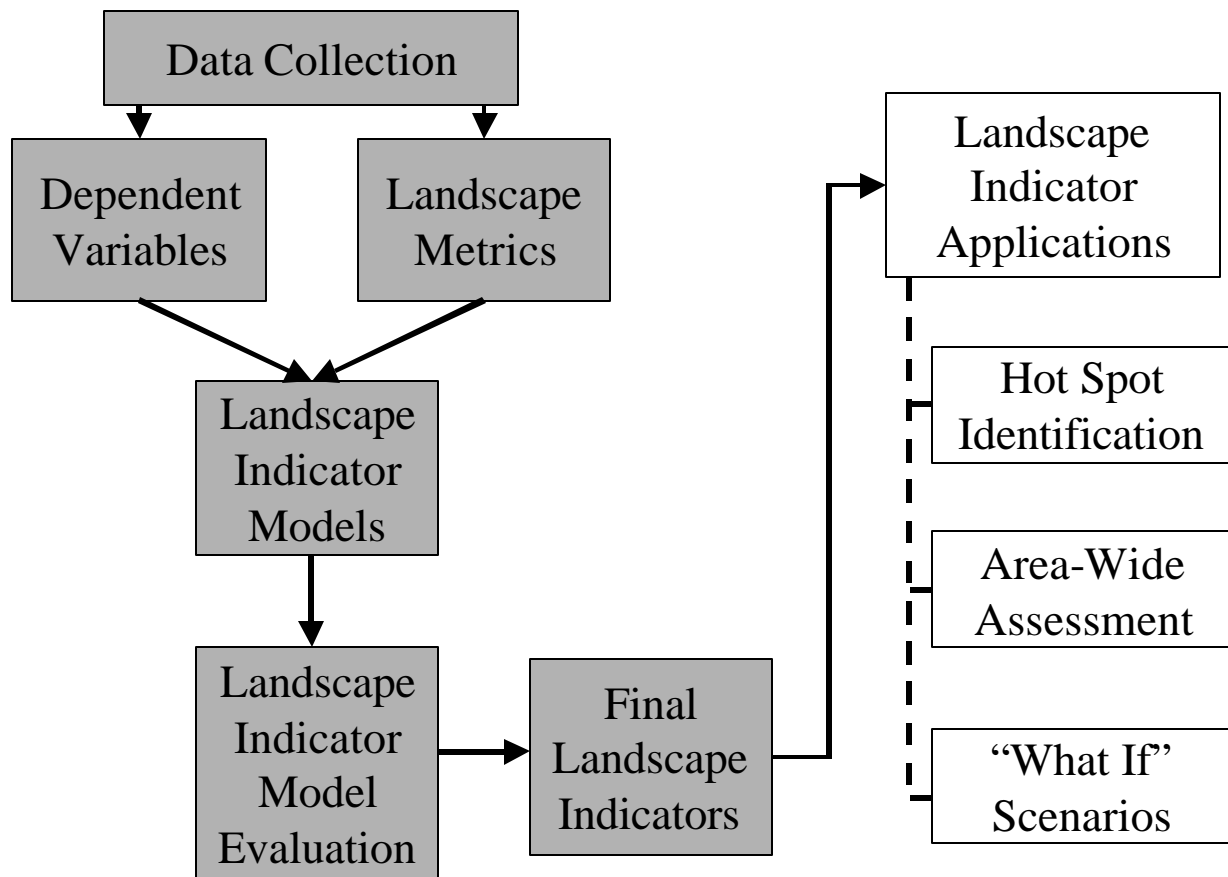 Data Collection
Dependent
Variables
Landscape
Metrics
Landscape
Indicator
Models
Landscape
Indicator
Model
Evaluation
Final
Landscape
Indicators
Landscape
Indicator
Applications
Hot Spot
Identification
Area-Wide
Assessment
“What If”
Scenarios